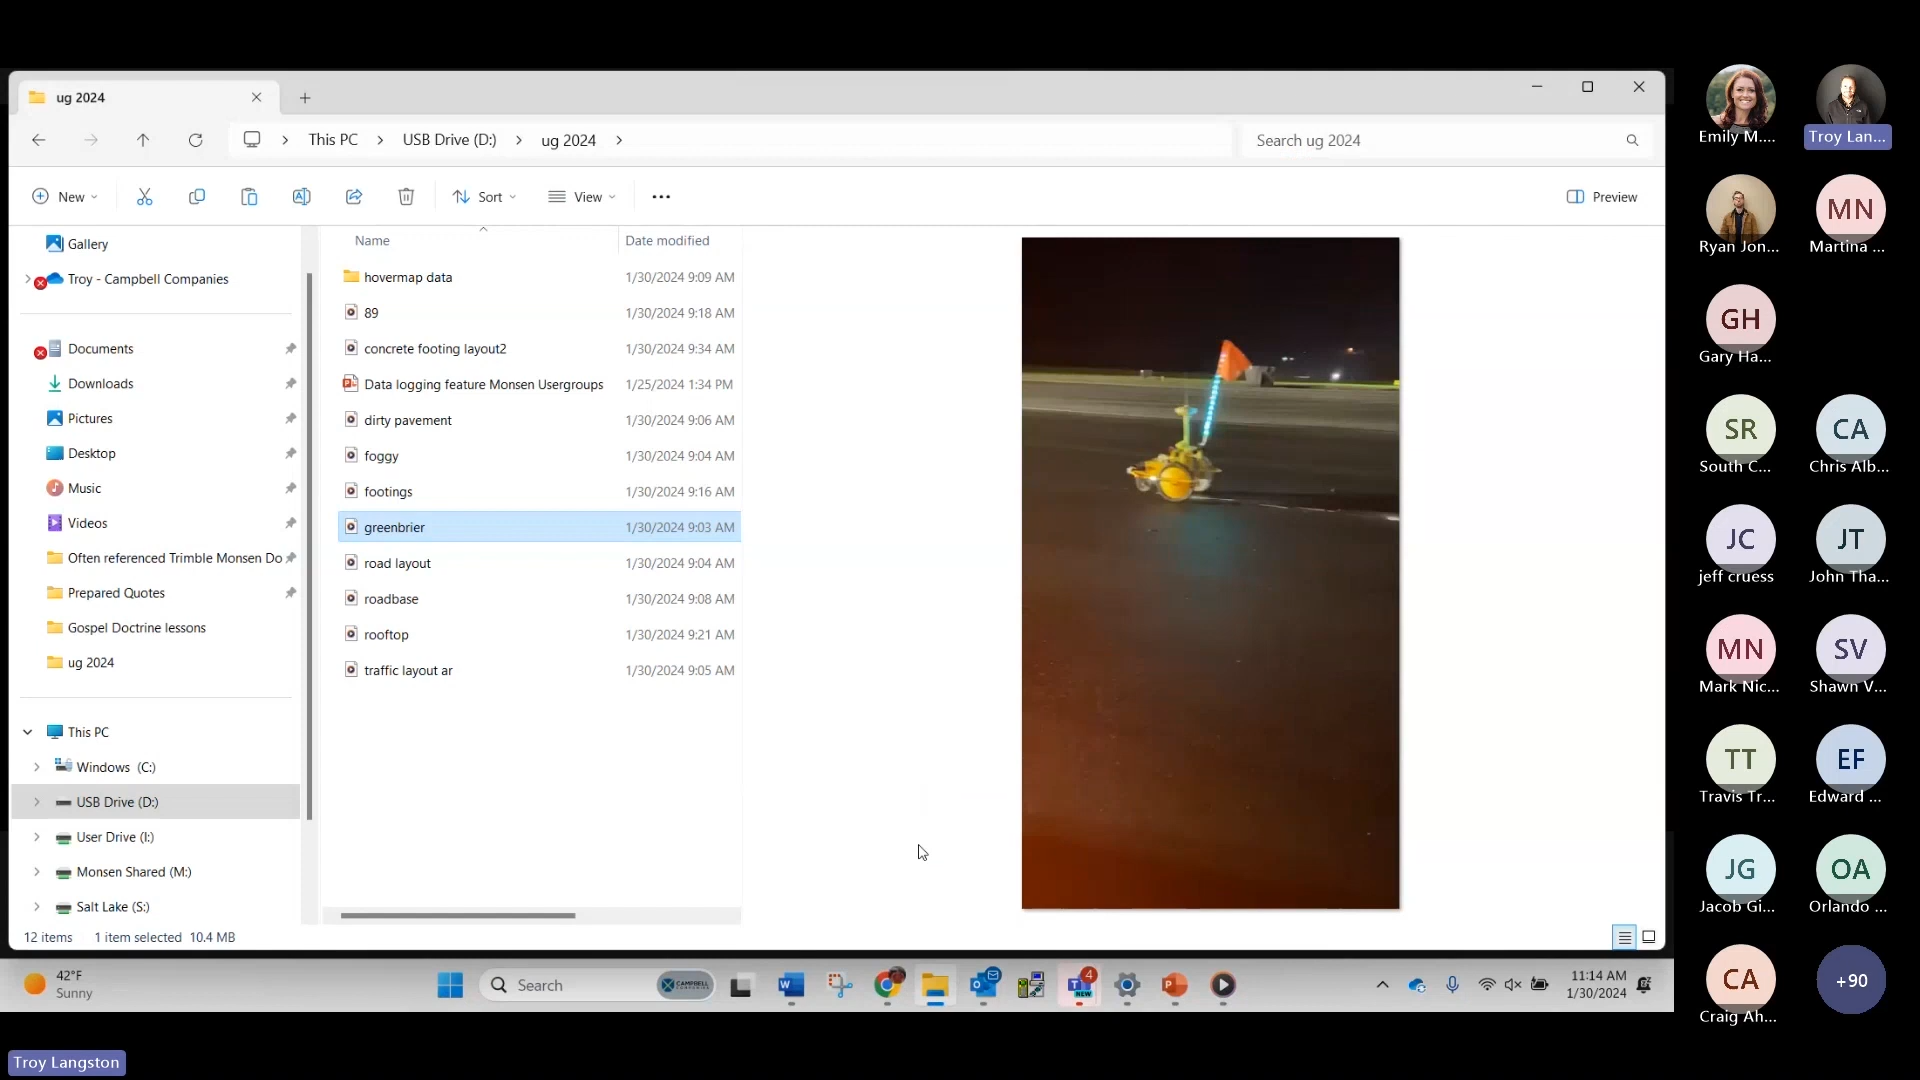 ug 2024
This PC
USB Drive (D:)
ug 2024
Search ug 2024
New
Sort
View
Preview
Gallery
Troy - Campbell Companies
Documents
Downloads
Pictures
Desktop
Music
Videos
Often referenced Trimble Monsen Do
Prepared Quotes
Gospel Doctrine lessons
ug 2024
This PC
Windows (C:)
USB Drive (D:)
User Drive (I:)
Monsen Shared (M:)
Salt Lake (S:)
Name Date modified
hovermap data 1/30/2024 9:09 AM
89 1/30/2024 9:18 AM
concrete footing layout2 1/30/2024 9:34 AM
Data logging feature Monsen Usergroups 1/25/2024 1:34 PM
dirty pavement 1/30/2024 9:06 AM
foggy 1/30/2024 9:04 AM
footings 1/30/2024 9:16 AM
greenbrier 1/30/2024 9:03 AM
road layout 1/30/2024 9:04 AM
roadbase 1/30/2024 9:08 AM
rooftop 1/30/2024 9:21 AM
traffic layout ar 1/30/2024 9:05 AM
12 items 1 item selected 10.4 MB
42°F
Sunny
Search
CAMPBELL
4
NEW
11:14 AM
1/30/2024
Troy Langston
Emily M....
Troy Lan...
Ryan Jon...
MN
Martina ...
GH
Gary Ha...
SR
South C...
CA
Chris Alb...
JC
jeff cruess
JT
John Tha...
MN
Mark Nic...
SV
Shawn V...
TT
Travis Tr...
EF
Edward ...
JG
Jacob Gi...
OA
Orlando ...
CA
Craig Ah...
+90